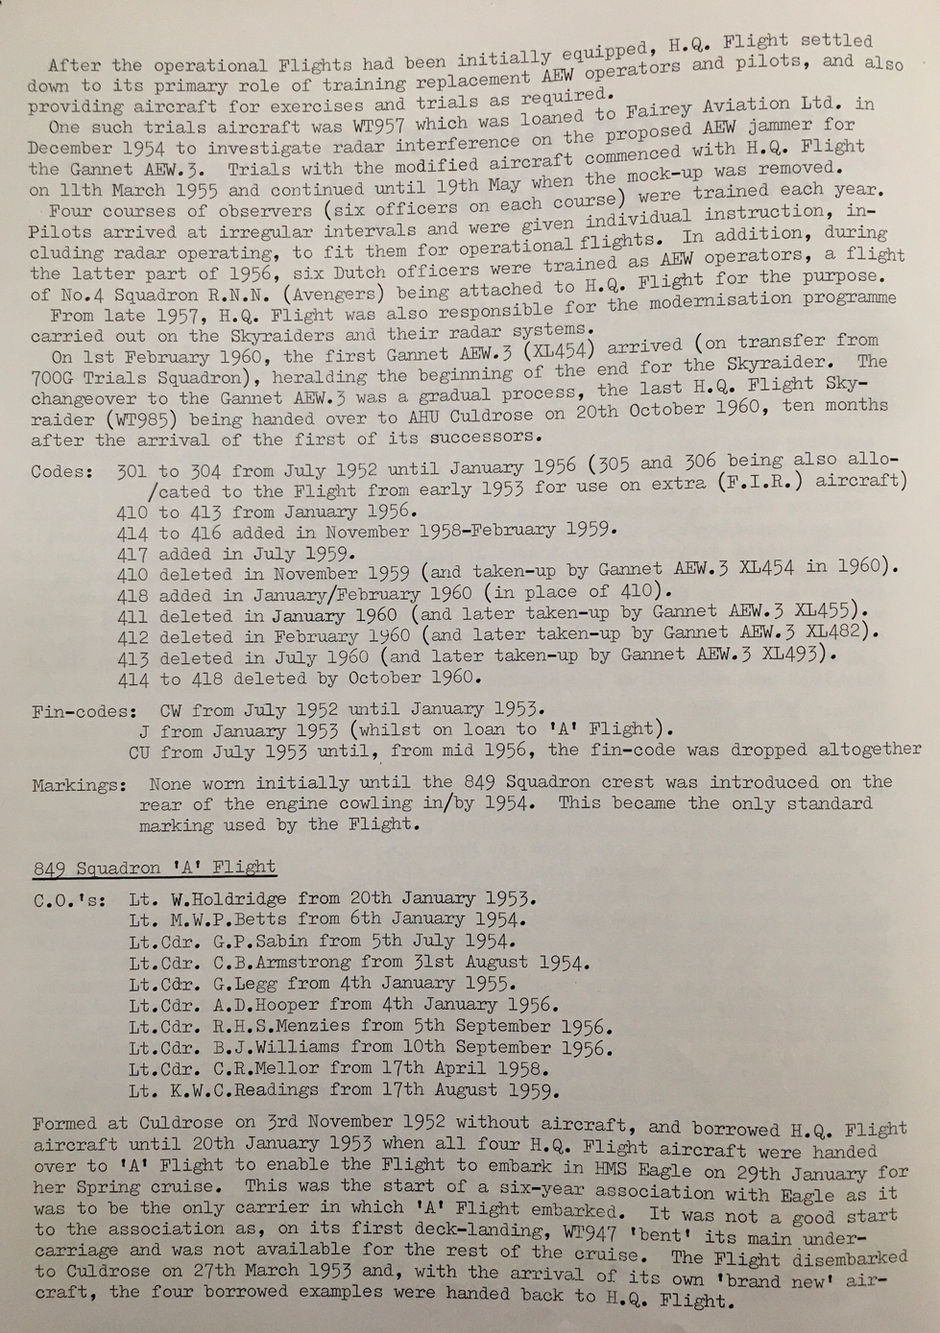 After the operational Flights had been initially equipped, H.Q. Flight settled
down to its primary role of training replacement AEW operators and pilots, and also
providing aircraft for exercises and trials as required.
One such trials aircraft was WT957 which was loaned to Fairey Aviation Ltd. in
December 1954 to investigate radar interference on the proposed AEW jammer for
the Gannet AEW.3. Trials with the modified aircraft commenced with H.Q. Flight
on 11th March 1955 and continued until 19th May when the mock-up was removed.
Four courses of observers (six officers on each course) were trained each year.
Pilots arrived at irregular intervals and were given individual instruction, in-
cluding radar operating, to fit them for operational flights. In addition, during
the latter part of 1956, six Dutch officers were trained as AEW operators, a flight
of No.4 Squadron R.N.N. (Avengers) being attached to H.Q. Flight for the purpose.
From late 1957, H.Q. Flight was also responsible for the modernisation programme
carried out on the Skyraiders and their radar systems.
On 1st February 1960, the first Gannet AEW.3 (XL454) arrived (on transfer from
700G Trials Squadron), heralding the beginning of the end for the Skyraider. The
changeover to the Gannet AEW.3 was a gradual process, the last H.Q. Flight Sky-
raider (WT985) being handed over to AHU Culdrose on 20th October 1960, ten months
after the arrival of the first of its successors.
Codes: 301 to 304 from July 1952 until January 1956 (305 and 306 being also allo-
/cated to the Flight from early 1953 for use on extra (F.I.R.) aircraft)
410 to 413 from January 1956.
414 to 416 added in November 1958-February 1959.
417 added in July 1959.
410 deleted in November 1959 (and taken-up by Gannet AEW.3 XL454 in 1960).
418 added in January/February 1960 (in place of 410).
411 deleted in January 1960 (and later taken-up by Gannet AEW.3 XL455).
412 deleted in February 1960 (and later taken-up by Gannet AEW.3 XL482).
413 deleted in July 1960 (and later taken-up by Gannet AEW.3 XL493).
414 to 418 deleted by October 1960.
Fin-codes: CW from July 1952 until January 1953.
J from January 1953 (whilst on loan to 'A' Flight).
CU from July 1953 until, from mid 1956, the fin-code was dropped altogether
Markings: None worn initially until the 849 Squadron crest was introduced on the
rear of the engine cowling in/by 1954. This became the only standard
marking used by the Flight.
849 Squadron 'A' Flight
C.O.'s: Lt. W.Holdridge from 20th January 1953.
Lt. M.W.P.Betts from 6th January 1954.
Lt.Cdr. G.P.Sabin from 5th July 1954.
Lt.Cdr. C.B.Armstrong from 31st August 1954.
Lt.Cdr. G.Legg from 4th January 1955.
Lt.Cdr. A.D.Hooper from 4th January 1956.
Lt.Cdr. R.H.S.Menzies from 5th September 1956.
Lt.Cdr. B.J.Williams from 10th September 1956.
Lt.Cdr. C.R.Mellor from 17th April 1958.
Lt. K.W.C.Readings from 17th August 1959.
Formed at Culdrose on 3rd November 1952 without aircraft, and borrowed H.Q. Flight
aircraft until 20th January 1953 when all four H.Q. Flight aircraft were handed
over to 'A' Flight to enable the Flight to embark in HMS Eagle on 29th January for
her Spring cruise. This was the start of a six-year association with Eagle as it
was to be the only carrier in which 'A' Flight embarked. It was not a good start
to the association as, on its first deck-landing, WT947 'bent' its main under-
carriage and was not available for the rest of the cruise. The Flight disembarked
to Culdrose on 27th March 1953 and, with the arrival of its own 'brand new' air-
craft, the four borrowed examples were handed back to H.Q. Flight.